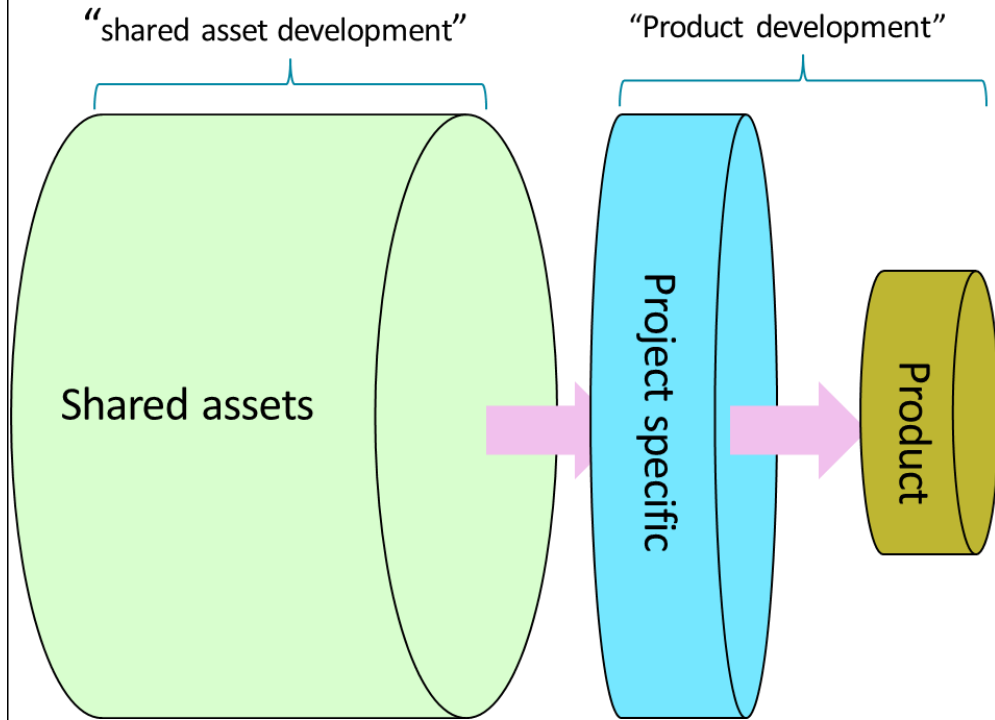 “shared asset development”
“Product development”
Shared assets
Project specific
Product